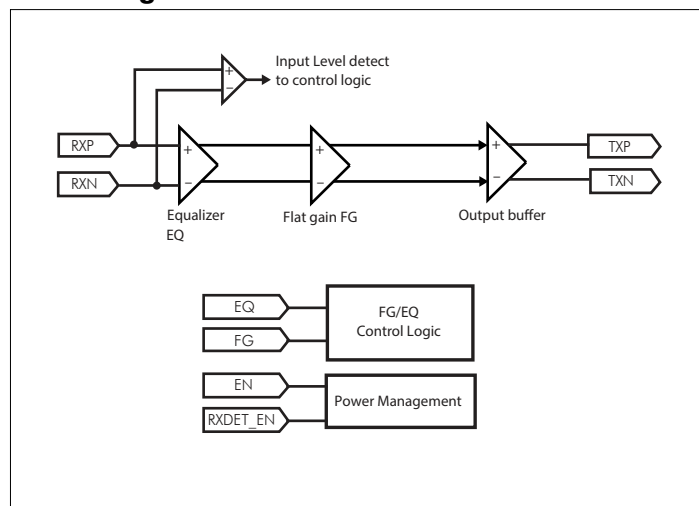 Input Level detect
to control logic
+
−
RXP
RXN
+
−
+
−
+
−
TXP
TXN
Equalizer
EQ
Flat gain FG
Output buffer
EQ
FG
FG/EQ
Control Logic
EN
RXDET_EN
Power Management